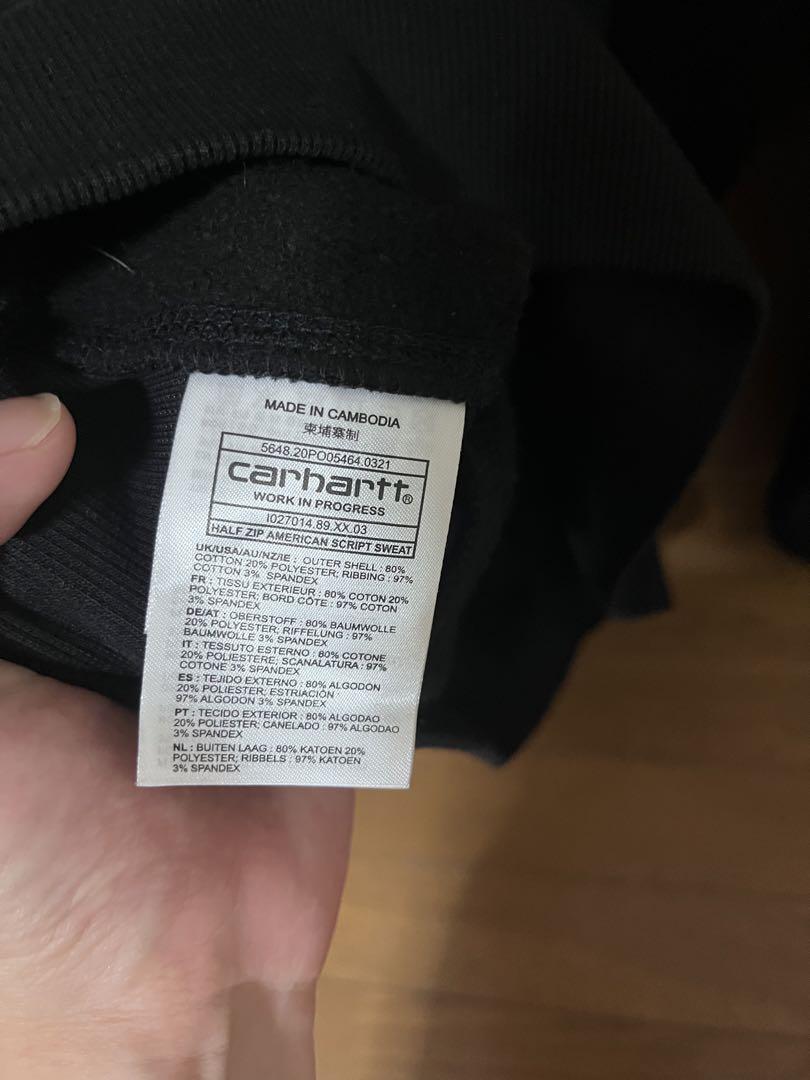 MADE IN CAMBODIA
柬埔寨制
5648.20PO05464.0321
carhartt®
WORK IN PROGRESS
I027014.89.XX.03
HALF ZIP AMERICAN SCRIPT SWEAT
UK/USA/AU/NZ/IE : OUTER SHELL : 80%
COTTON 20% POLYESTER; RIBBING : 97%
COTTON 3% SPANDEX
FR : TISSU EXTERIEUR : 80% COTON 20%
POLYESTER; BORD CÔTE : 97% COTON
3% SPANDEX
DE/AT : OBERSTOFF : 80% BAUMWOLLE
20% POLYESTER; RIFFELUNG : 97%
BAUMWOLLE 3% SPANDEX
IT : TESSUTO ESTERNO : 80% COTONE
20% POLIESTERE; SCANALATURA : 97%
COTONE 3% SPANDEX
ES : TEJIDO EXTERNO : 80% ALGODON
20% POLIESTER; ESTRIACIÓN
97% ALGODON 3% SPANDEX
PT : TECIDO EXTERIOR : 80% ALGODAO
20% POLIESTER; CANELADO : 97% ALGODAO
3% SPANDEX
NL : BUITEN LAAG : 80% KATOEN 20%
POLYESTER; RIBBELS : 97% KATOEN
3% SPANDEX